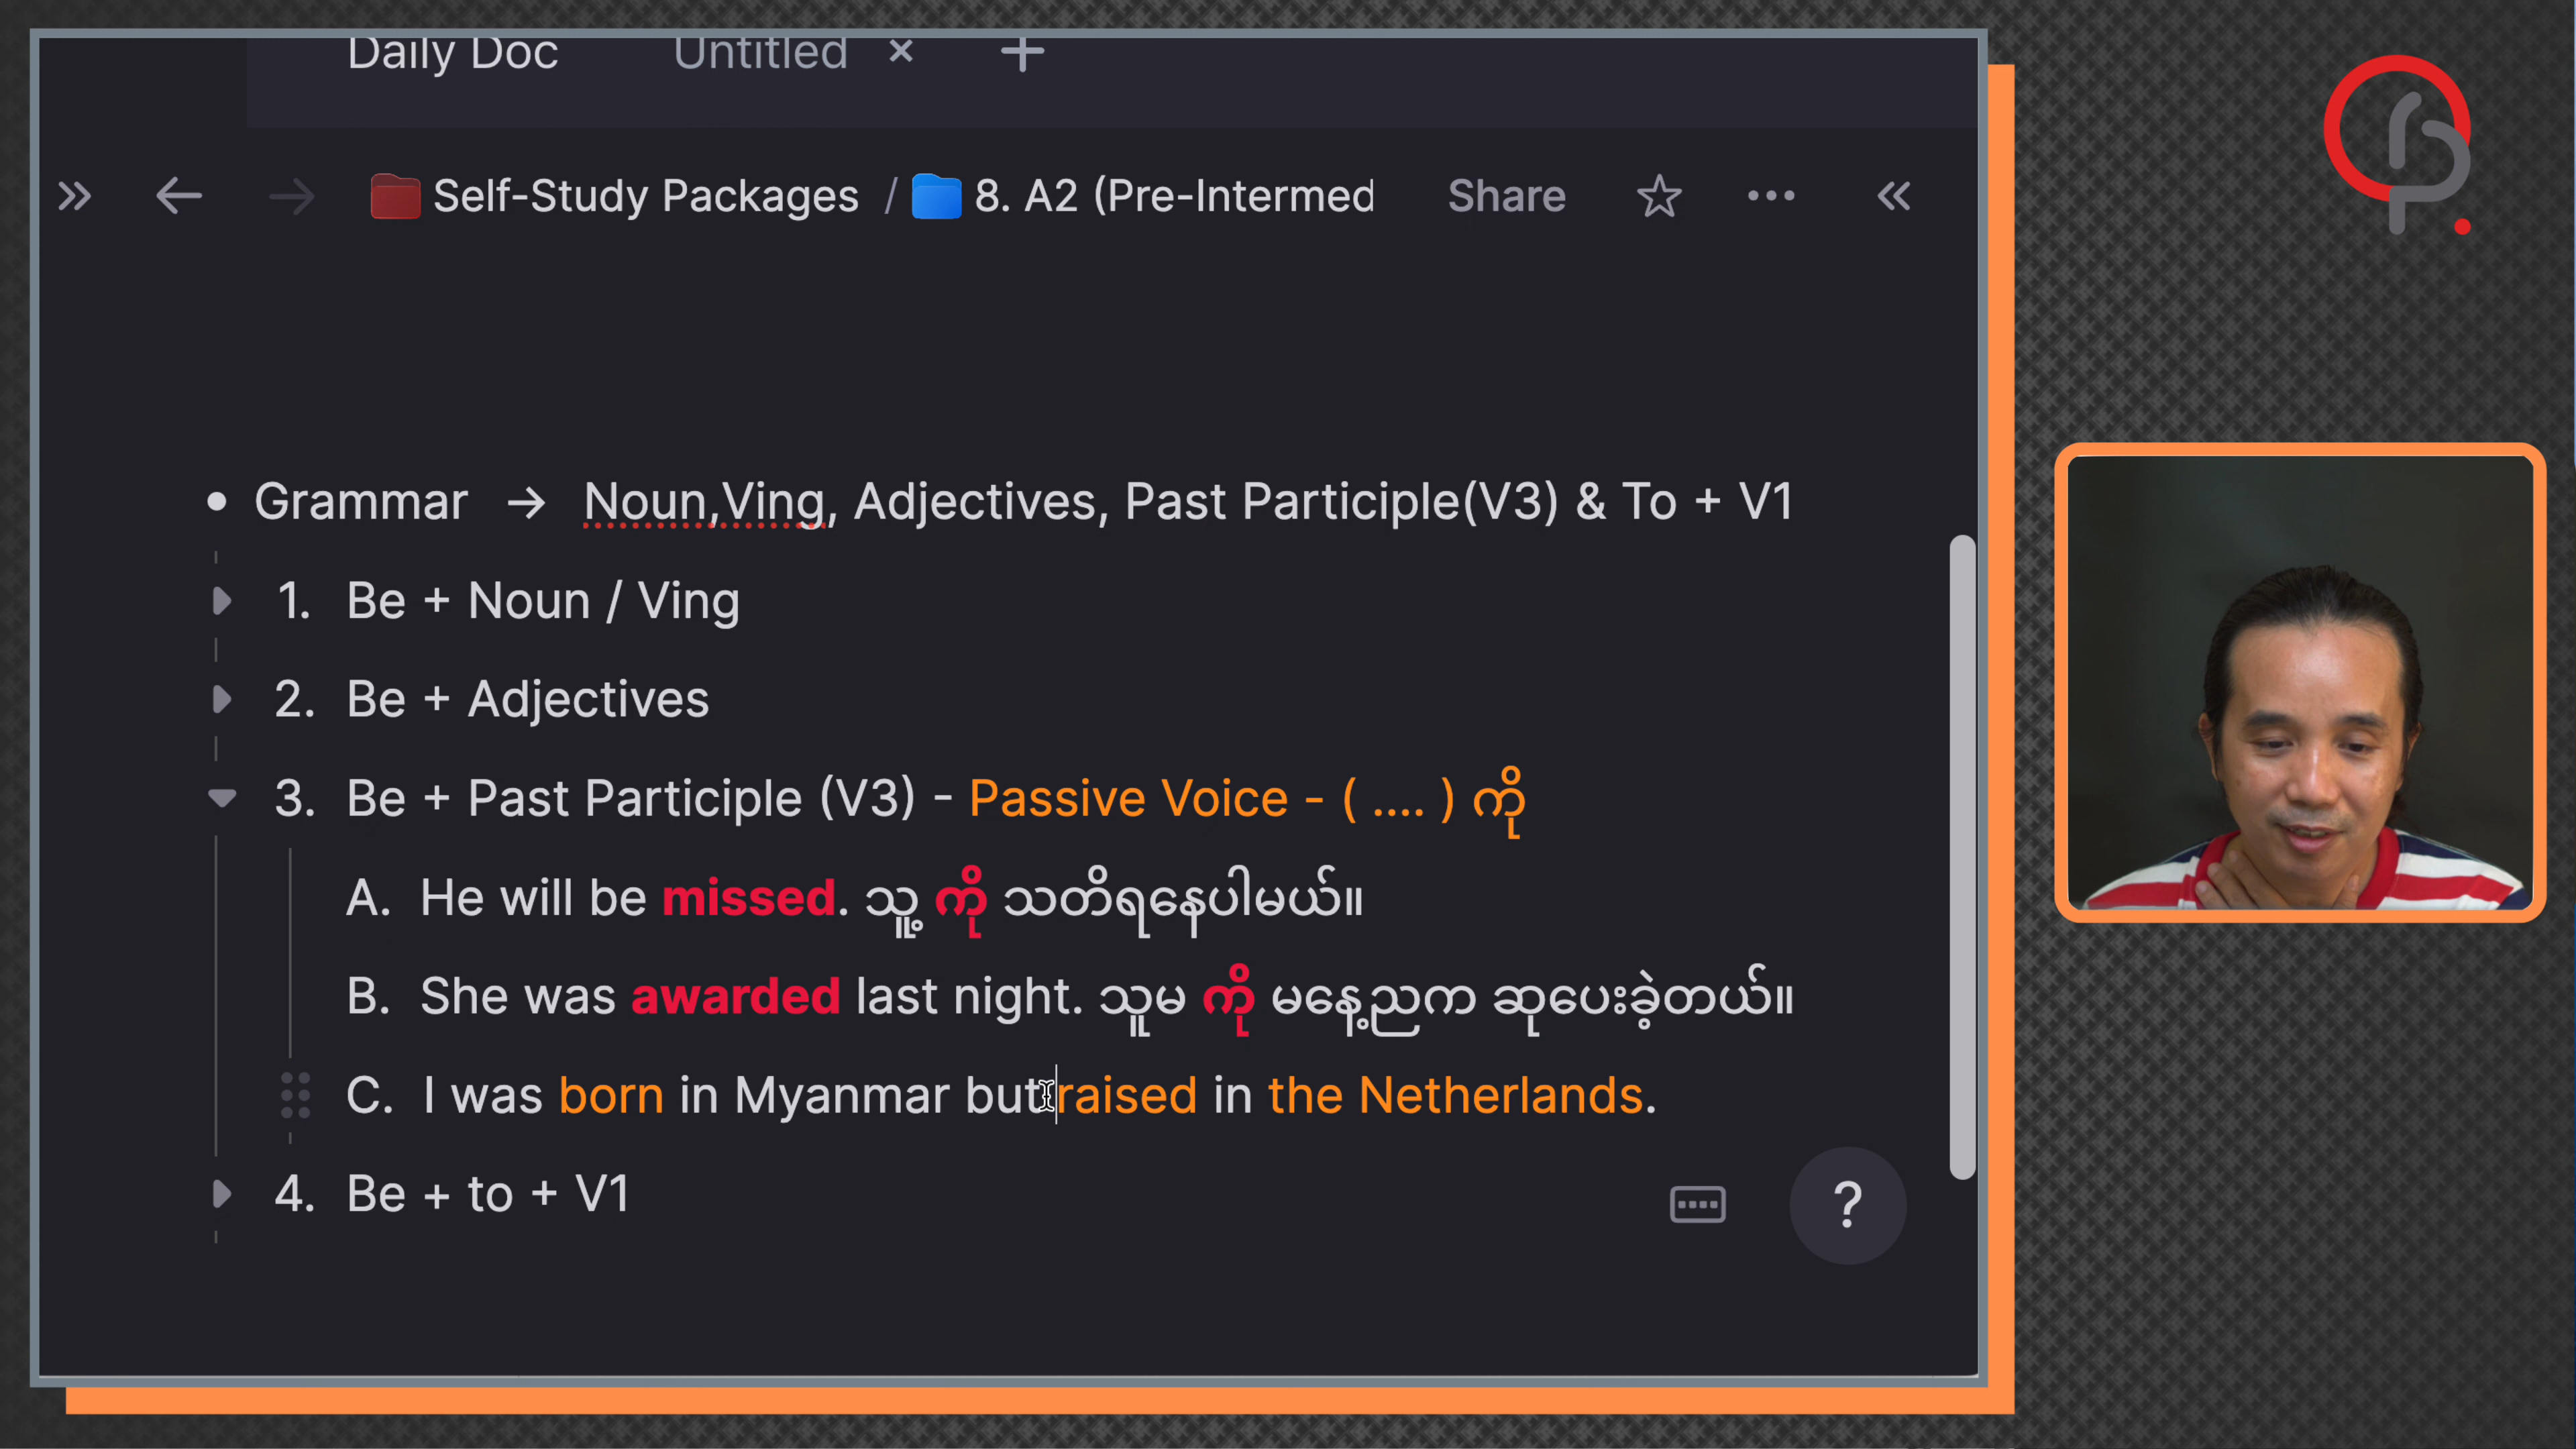 Daily Doc Untitled × +
Self-Study Packages / 8. A2 (Pre-Intermed Share
Grammar → Noun,Ving, Adjectives, Past Participle(V3) & To + V1
1. Be + Noun / Ving
2. Be + Adjectives
3. Be + Past Participle (V3) - Passive Voice - ( .... ) ကို
A. He will be missed. သူ့ ကို သတိရနေပါမယ်။
B. She was awarded last night. သူမ ကို မနေ့ညက ဆုပေးခဲ့တယ်။
C. I was born in Myanmar but raised in the Netherlands.
4. Be + to + V1
?